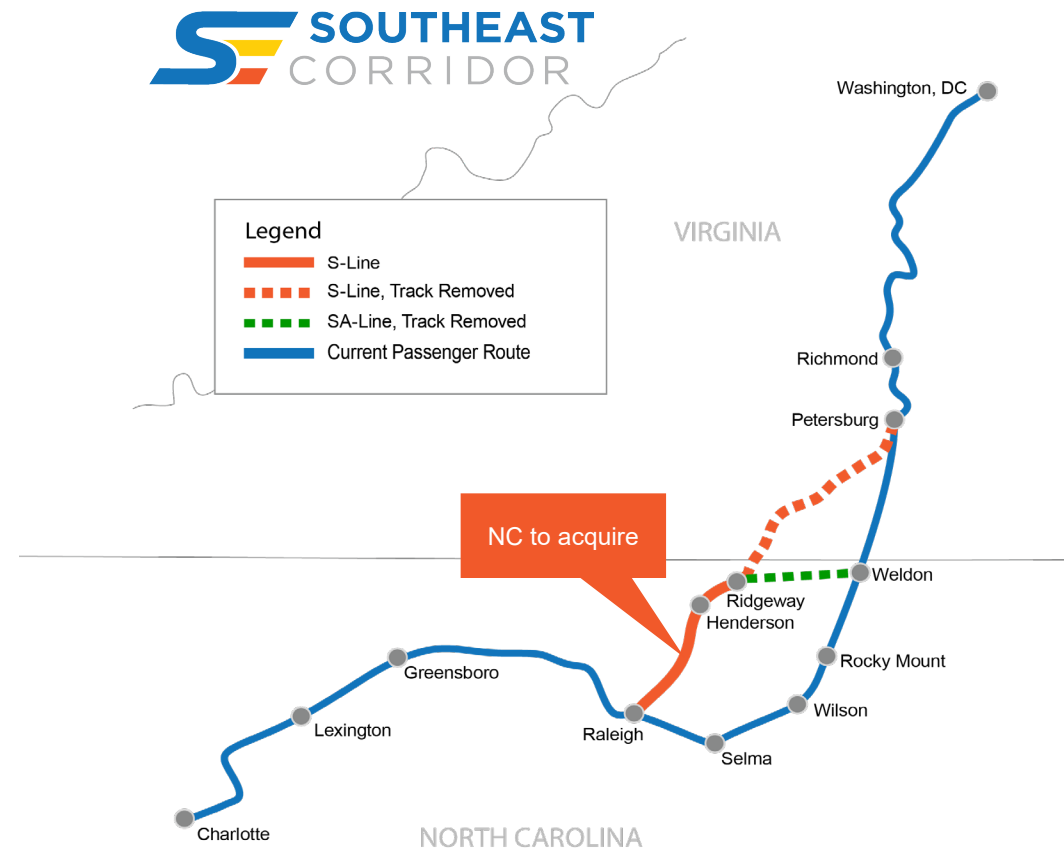 SE SOUTHEAST
CORRIDOR
Washington, DC
Legend
S-Line
S-Line, Track Removed
SA-Line, Track Removed
Current Passenger Route
VIRGINIA
Richmond
Petersburg
NC to acquire
Weldon
Ridgeway
Henderson
Rocky Mount
Greensboro
Wilson
Lexington
Raleigh
Selma
Charlotte
NORTH CAROLINA